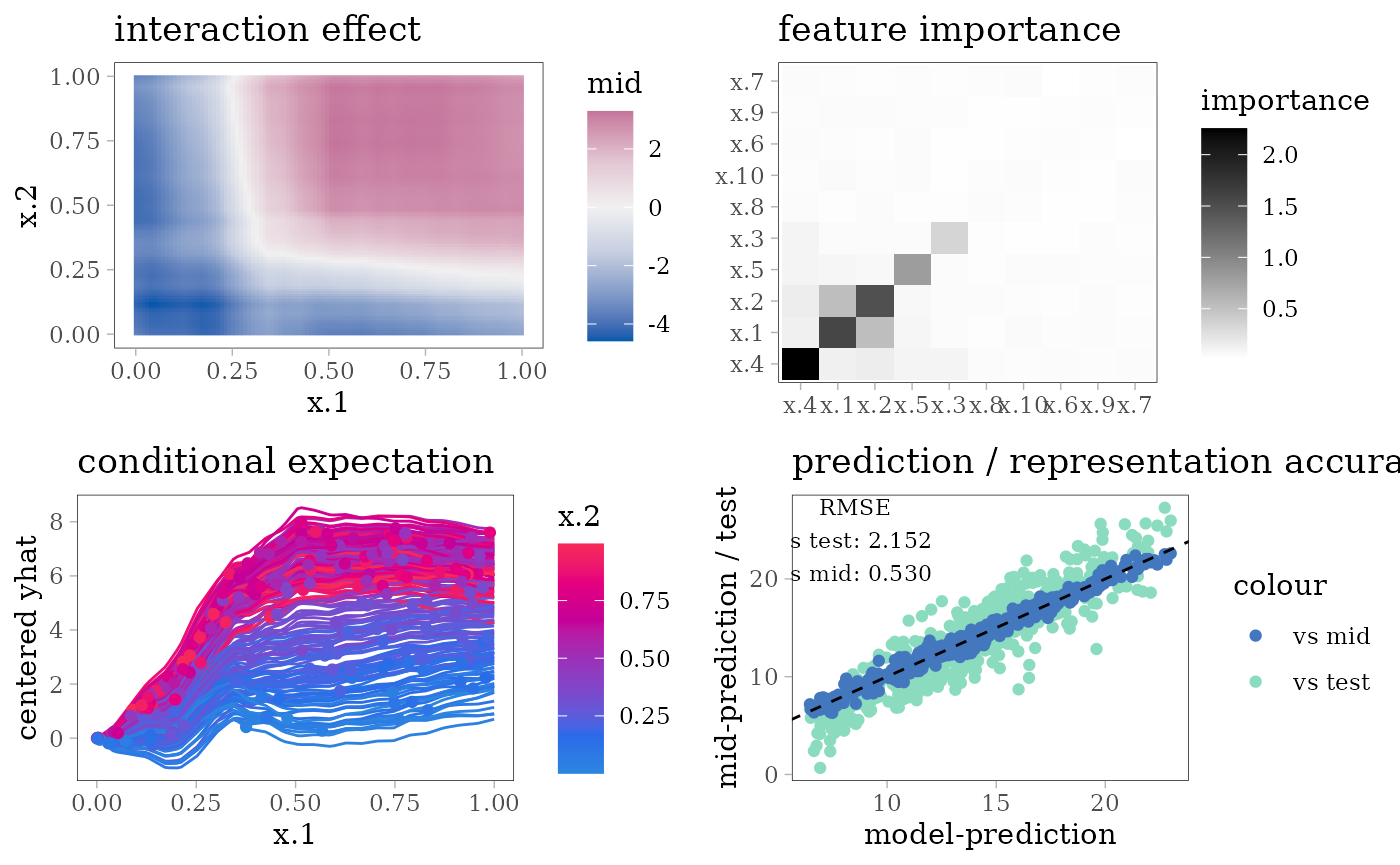 interaction effect
mid
1.00
0.75
0.50
0.25
0.00
x.2
2
0
-2
-4
0.00 0.25 0.50 0.75 1.00
x.1
feature importance
importance
x.7
x.9
x.6
x.10
x.8
x.3
x.5
x.2
x.1
x.4
2.0
1.5
1.0
0.5
x.4 x.1 x.2 x.5 x.3 x.8 x.10 x.6 x.9 x.7
conditional expectation
x.2
8
6
4
2
0
centered yhat
0.75
0.50
0.25
0.00 0.25 0.50 0.75 1.00
x.1
prediction / representation accura
RMSE
s test: 2.152
s mid: 0.530
20
10
0
mid-prediction / test
colour
vs mid
vs test
10 15 20
model-prediction